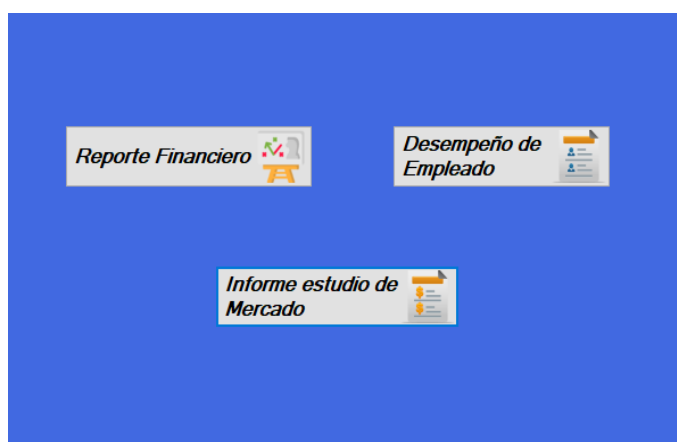 Reporte Financiero
Desempeño de
Empleado
Informe estudio de
Mercado